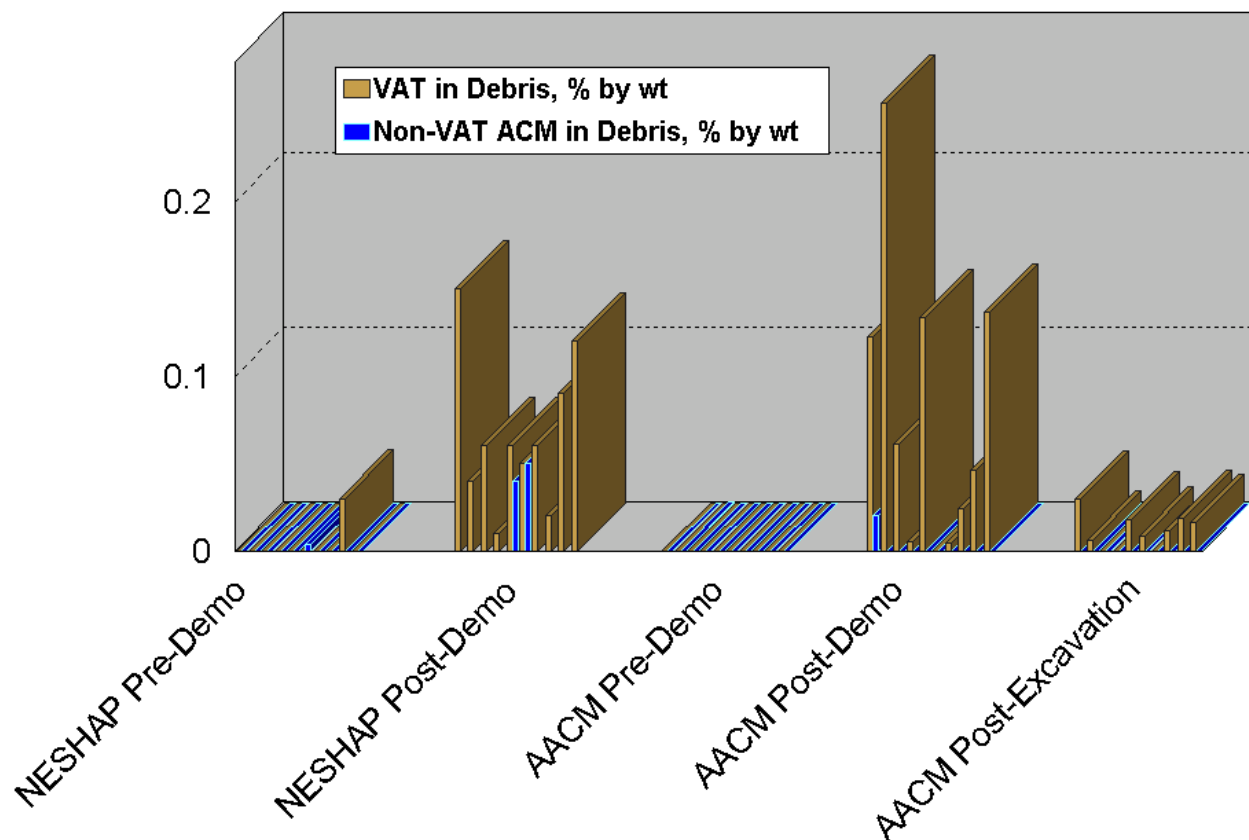 VAT in Debris, % by wt
Non-VAT ACM in Debris, % by wt
0.2
0.1
0
NESHAP Pre-Demo
NESHAP Post-Demo
AACM Pre-Demo
AACM Post-Demo
AACM Post-Excavation